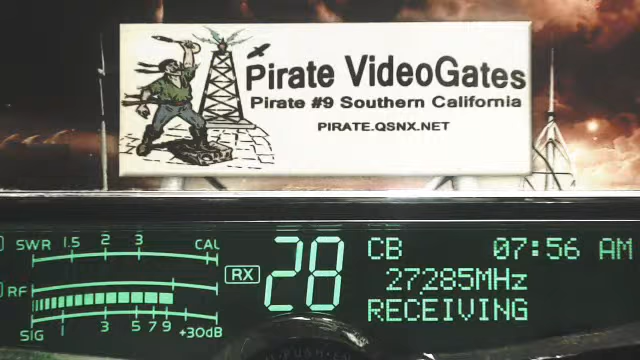 Pirate VideoGates
Pirate #9 Southern California
PIRATE.QSNX.NET
SWR 1.5 2 3 CAL
RX
28
CB 07:56 AM
27285MHz
RECEIVING
RF
SIG 1 3 5 7 9 +30dB